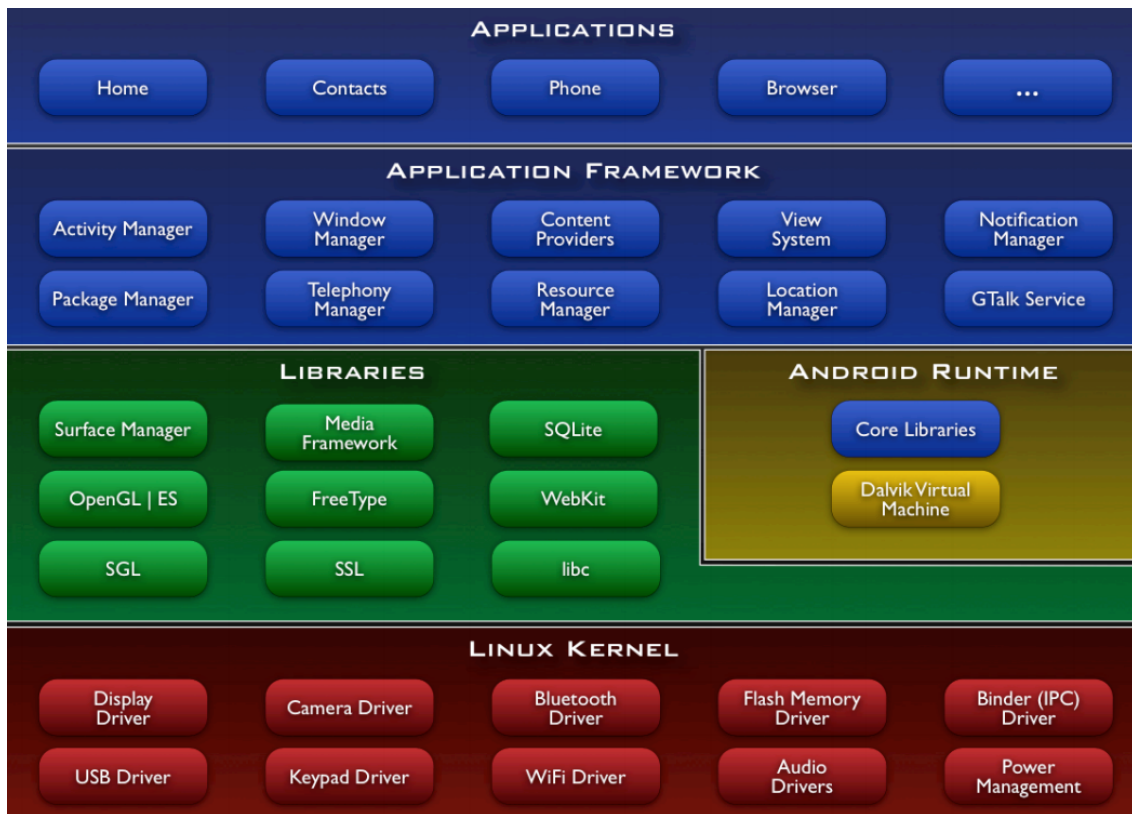 APPLICATIONS
Home
Contacts
Phone
Browser
...
APPLICATION FRAMEWORK
Activity Manager
Window
Manager
Content
Providers
View
System
Notification
Manager
Package Manager
Telephony
Manager
Resource
Manager
Location
Manager
GTalk Service
LIBRARIES
Surface Manager
Media
Framework
SQLite
OpenGL | ES
FreeType
WebKit
SGL
SSL
libc
ANDROID RUNTIME
Core Libraries
Dalvik Virtual
Machine
LINUX KERNEL
Display
Driver
Camera Driver
Bluetooth
Driver
Flash Memory
Driver
Binder (IPC)
Driver
USB Driver
Keypad Driver
WiFi Driver
Audio
Drivers
Power
Management